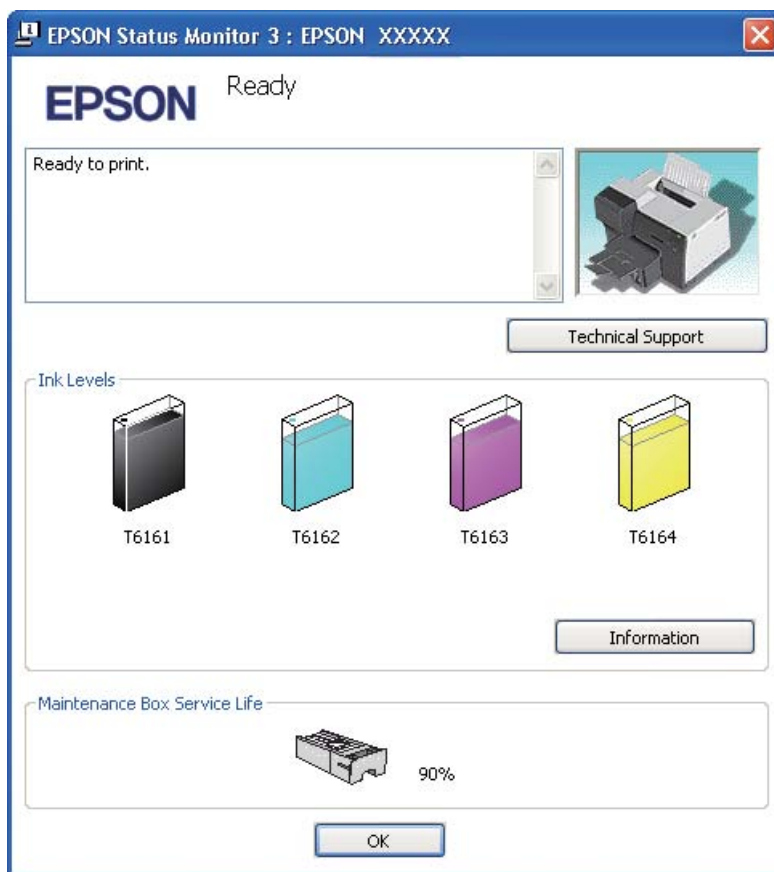 EPSON Status Monitor 3 : EPSON XXXXX
EPSON
Ready
Ready to print.
Technical Support
Ink Levels
T6161
T6162
T6163
T6164
Information
Maintenance Box Service Life
90%
OK